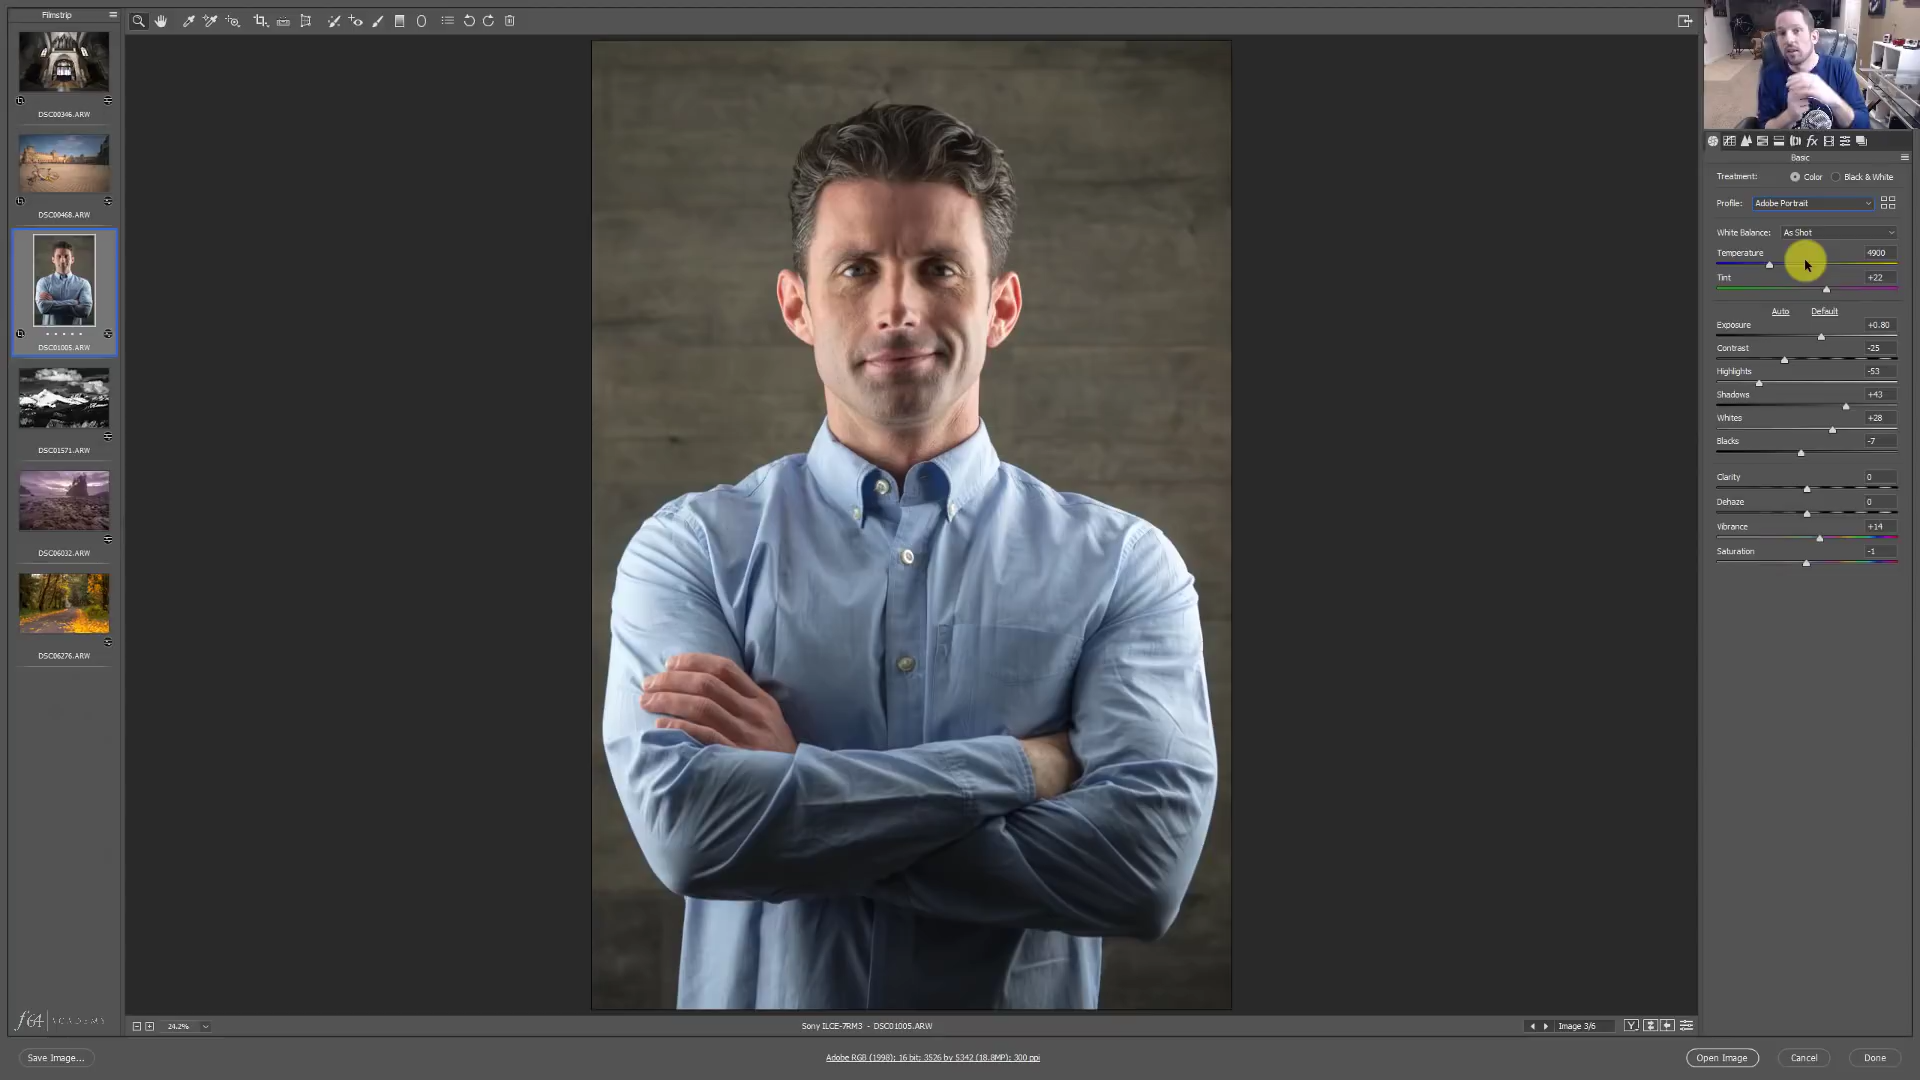 Filmstrip
DSC00346.ARW
DSC00468.ARW
DSC01005.ARW
DSC01571.ARW
DSC06032.ARW
DSC06276.ARW
f64 ACADEMY
Basic
Treatment: Color Black & White
Profile: Adobe Portrait
White Balance: As Shot
Temperature 4900
Tint +22
Auto Default
Exposure +0.80
Contrast -25
Highlights -53
Shadows +43
Whites +28
Blacks -7
Clarity 0
Dehaze 0
Vibrance +14
Saturation -1
24.2%
Sony ILCE-7RM3 - DSC01005.ARW
Image 3/6
Y
Save Image...
Adobe RGB (1998); 16 bit; 3526 by 5342 (18.8MP); 300 ppi
Open Image
Cancel
Done